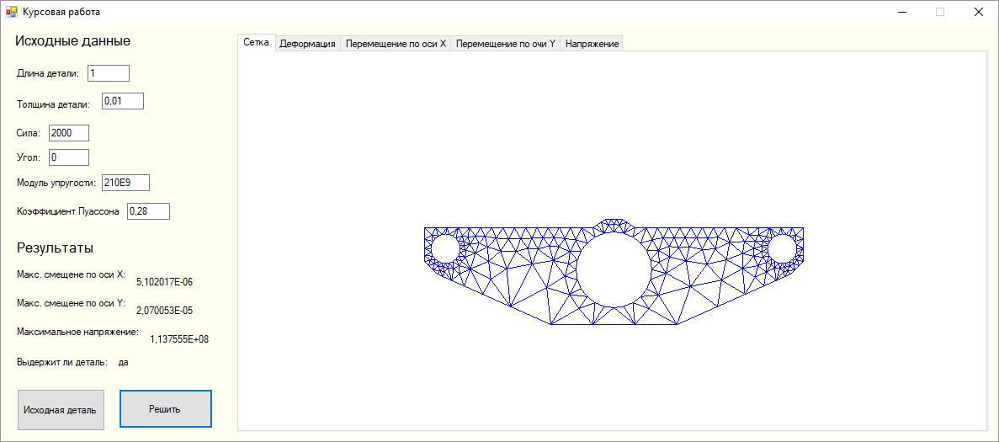 Курсовая работа
Исходные данные
Длина детали: 1
Толщина детали: 0,01
Сила: 2000
Угол: 0
Модуль упругости: 210E9
Коэффициент Пуассона 0,28
Результаты
Макс. смещене по оси X: 5,102017E-06
Макс. смещене по оси Y: 2,070053E-05
Максимальное напряжение: 1,137555E+08
Выдержит ли деталь: да
Исходная деталь Решить
Сетка Деформация Перемещение по оси X Перемещение по очи Y Напряжение